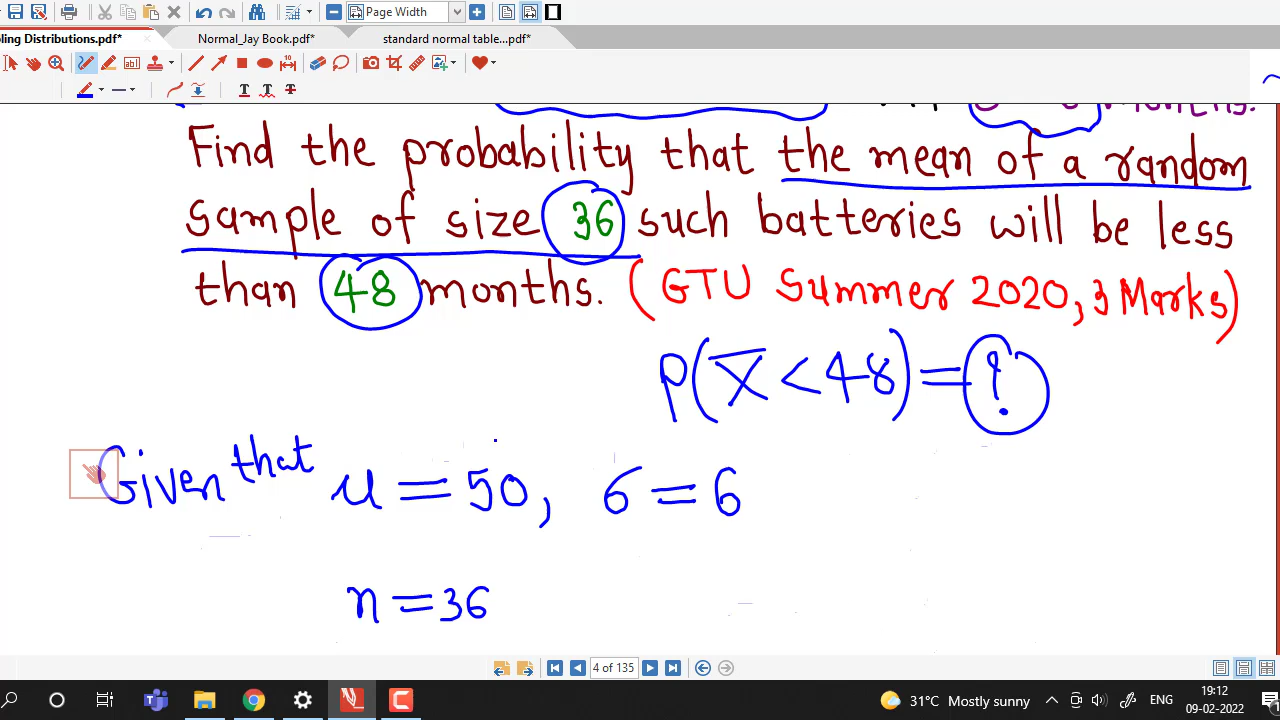 Page Width
ling Distributions.pdf*
Normal_Jay Book.pdf*
standard normal table...pdf*
Months.
Find the probability that the mean of a random
sample of size 36 such batteries will be less
than 48 months. (GTU Summer 2020, 3 Marks)
P(X̅ < 48) = ?
Given that μ = 50, σ = 6
n = 36
4 of 135
31°C Mostly sunny
ENG
19:12
09-02-2022